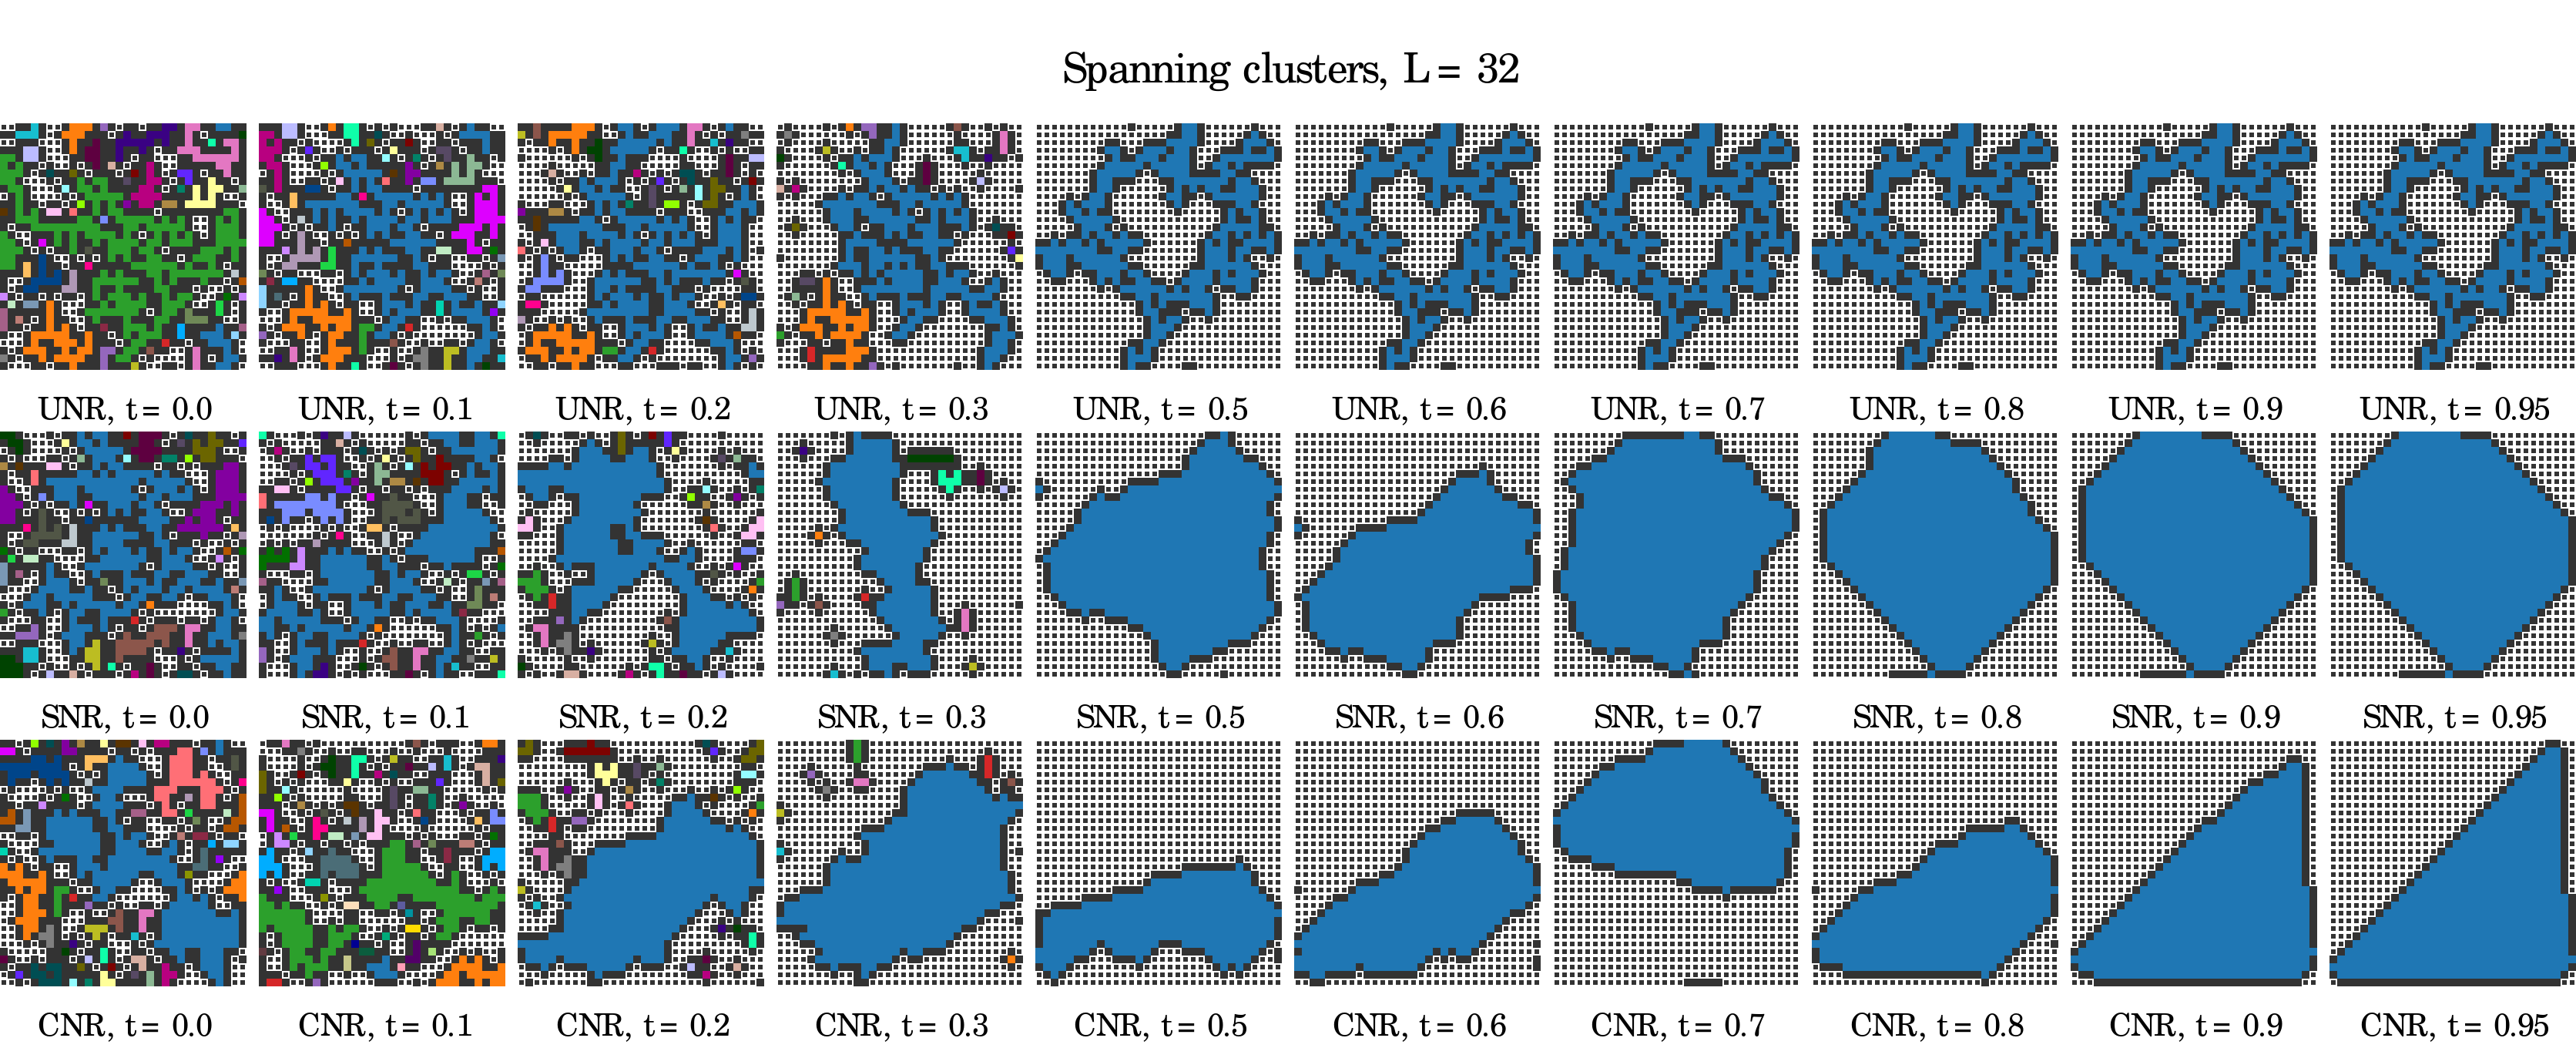 Spanning clusters, L = 32
UNR, t = 0.0 UNR, t = 0.1 UNR, t = 0.2 UNR, t = 0.3 UNR, t = 0.5 UNR, t = 0.6 UNR, t = 0.7 UNR, t = 0.8 UNR, t = 0.9 UNR, t = 0.95
SNR, t = 0.0 SNR, t = 0.1 SNR, t = 0.2 SNR, t = 0.3 SNR, t = 0.5 SNR, t = 0.6 SNR, t = 0.7 SNR, t = 0.8 SNR, t = 0.9 SNR, t = 0.95
CNR, t = 0.0 CNR, t = 0.1 CNR, t = 0.2 CNR, t = 0.3 CNR, t = 0.5 CNR, t = 0.6 CNR, t = 0.7 CNR, t = 0.8 CNR, t = 0.9 CNR, t = 0.95